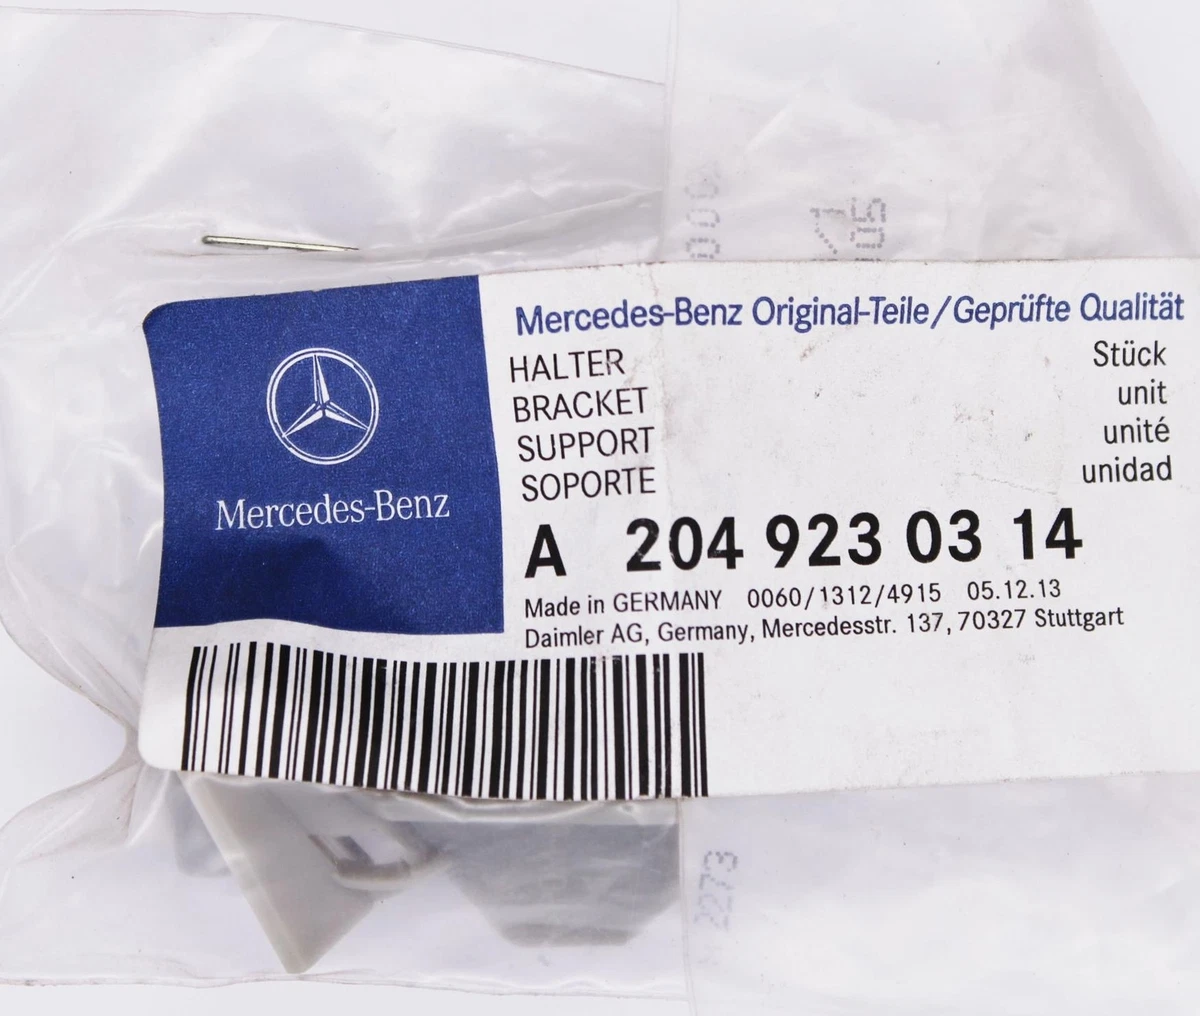 Mercedes-Benz
Mercedes-Benz Original-Teile/Geprüfte Qualität
HALTER
BRACKET
SUPPORT
SOPORTE
Stück
unit
unité
unidad
A 204 923 03 14
Made in GERMANY 0060/1312/4915 05.12.13
Daimler AG, Germany, Mercedesstr. 137, 70327 Stuttgart
2273